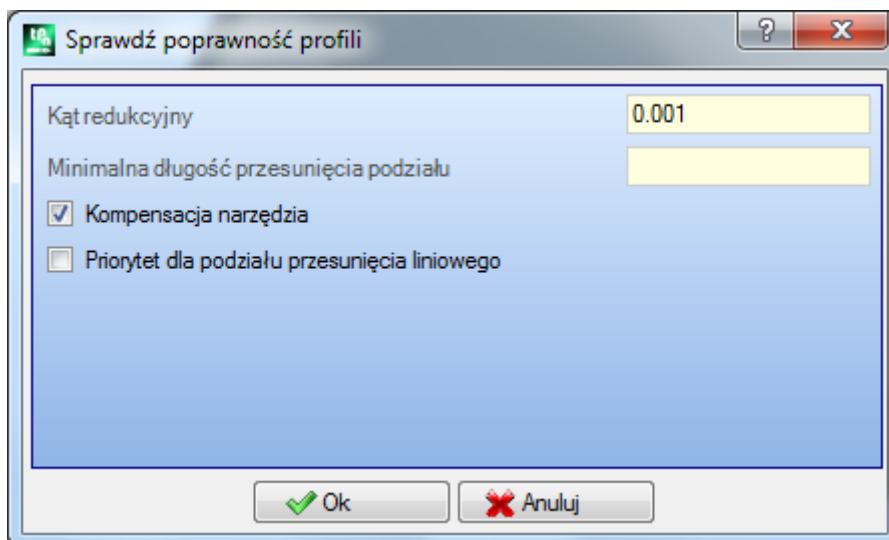 Sprawdź poprawność profili
Kąt redukcyjny 0.001
Minimalna długość przesunięcia podziału
Kompensacja narzędzia
Priorytet dla podziału przesunięcia liniowego
Ok Anuluj